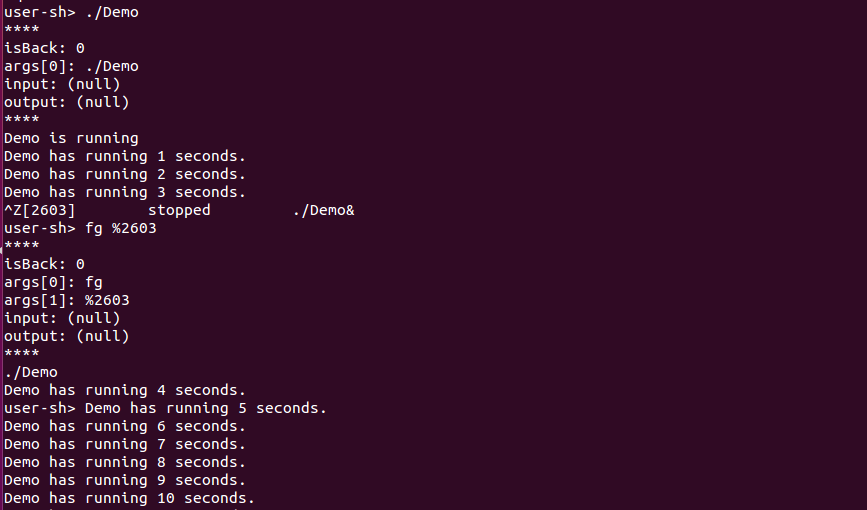 user-sh> ./Demo
****
isBack: 0
args[0]: ./Demo
input: (null)
output: (null)
****
Demo is running
Demo has running 1 seconds.
Demo has running 2 seconds.
Demo has running 3 seconds.
^Z[2603]        stopped         ./Demo&
user-sh> fg %2603
****
isBack: 0
args[0]: fg
args[1]: %2603
input: (null)
output: (null)
****
./Demo
Demo has running 4 seconds.
user-sh> Demo has running 5 seconds.
Demo has running 6 seconds.
Demo has running 7 seconds.
Demo has running 8 seconds.
Demo has running 9 seconds.
Demo has running 10 seconds.